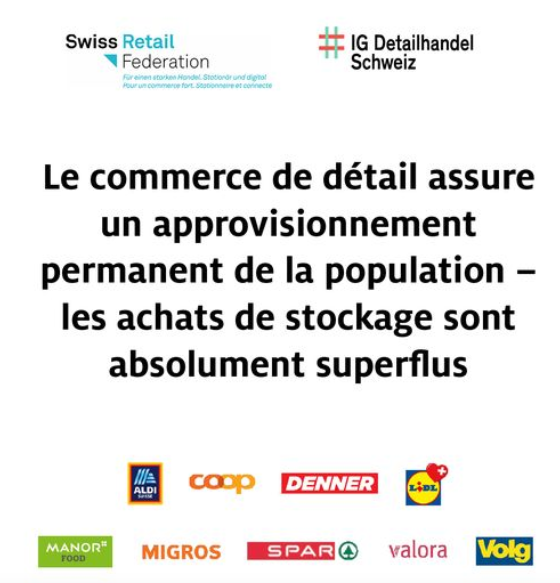 Swiss Retail
Federation
Für einen starken Handel. Stationär und digital
Pour un commerce fort. Stationnaire et connecté
IG Detailhandel
Schweiz
Le commerce de détail assure
un approvisionnement
permanent de la population –
les achats de stockage sont
absolument superflus
ALDI
SUISSE
coop
DENNER
LIDL
MANOR
FOOD
MIGROS
SPAR
valora
Volg